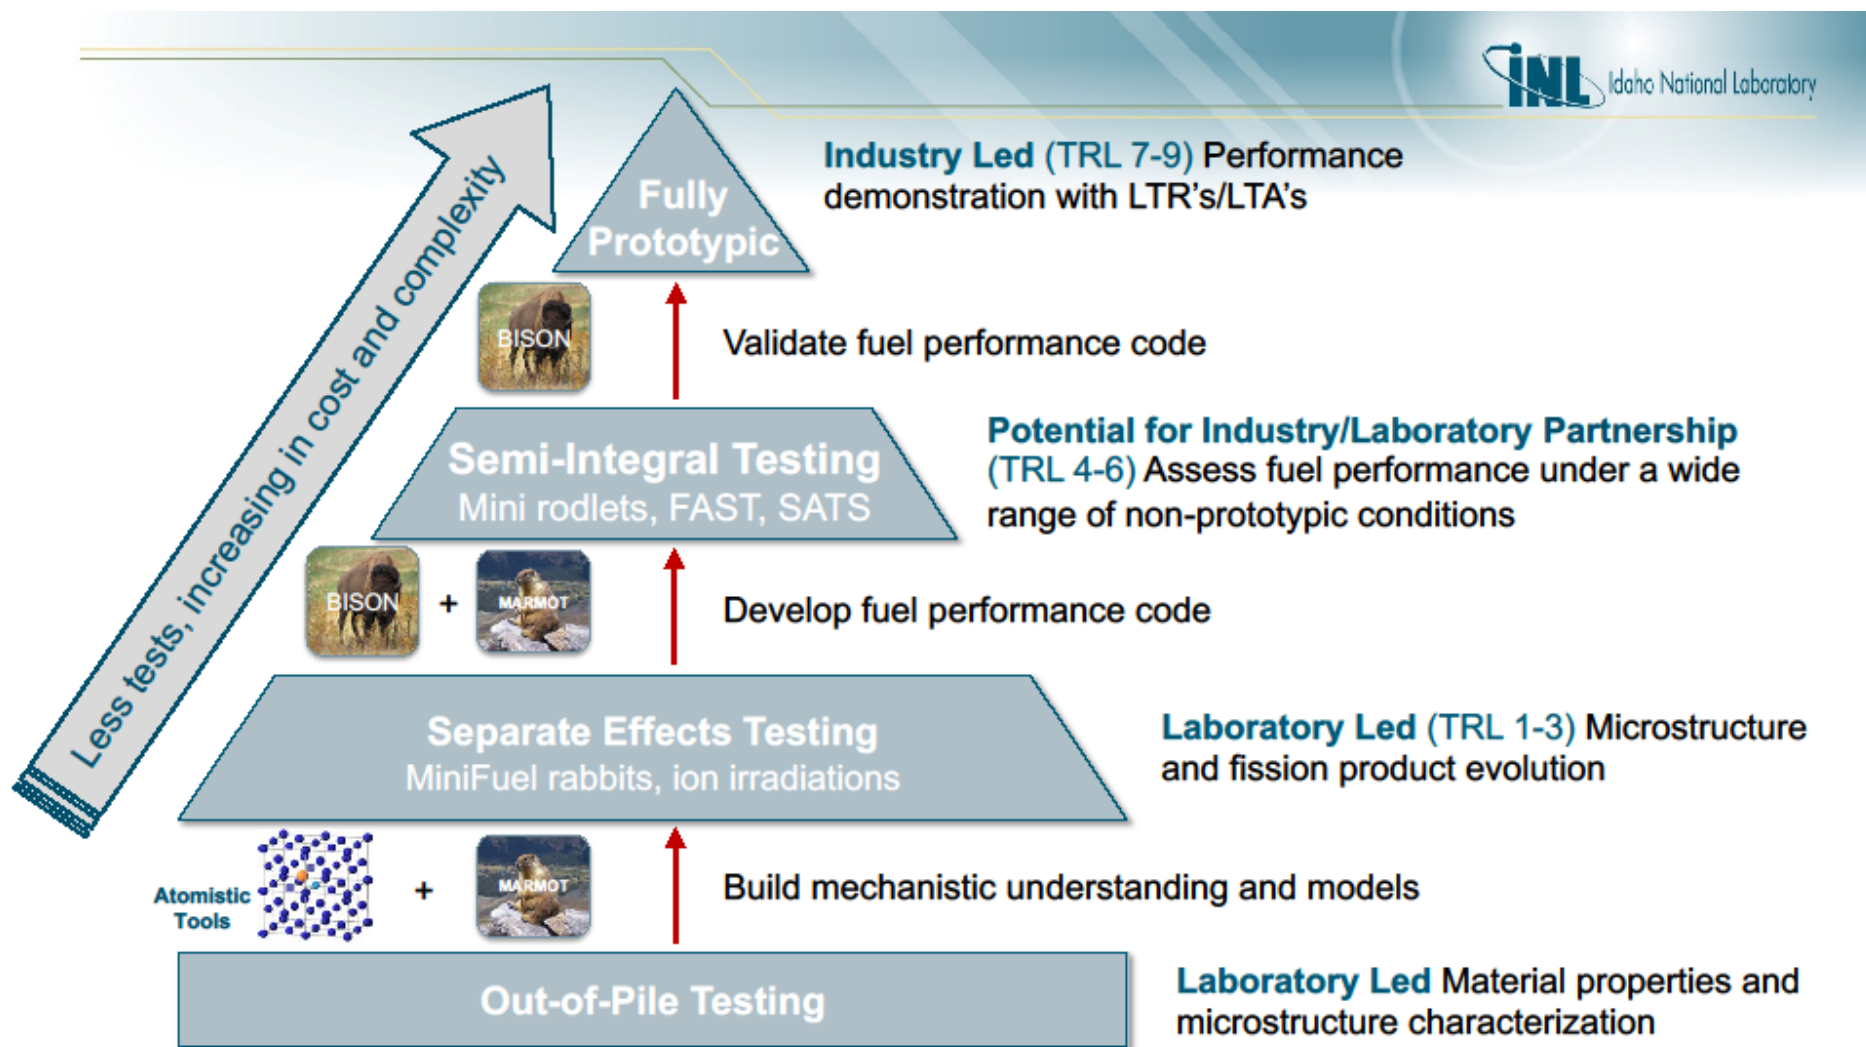 INL Idaho National Laboratory
Less tests, increasing in cost and complexity
Fully
Prototypic
Industry Led (TRL 7-9) Performance
demonstration with LTR's/LTA's
BISON
Validate fuel performance code
Semi-Integral Testing
Mini rodlets, FAST, SATS
Potential for Industry/Laboratory Partnership
(TRL 4-6) Assess fuel performance under a wide
range of non-prototypic conditions
BISON + MARMOT
Develop fuel performance code
Separate Effects Testing
MiniFuel rabbits, ion irradiations
Laboratory Led (TRL 1-3) Microstructure
and fission product evolution
Atomistic
Tools
+ MARMOT
Build mechanistic understanding and models
Out-of-Pile Testing
Laboratory Led Material properties and
microstructure characterization